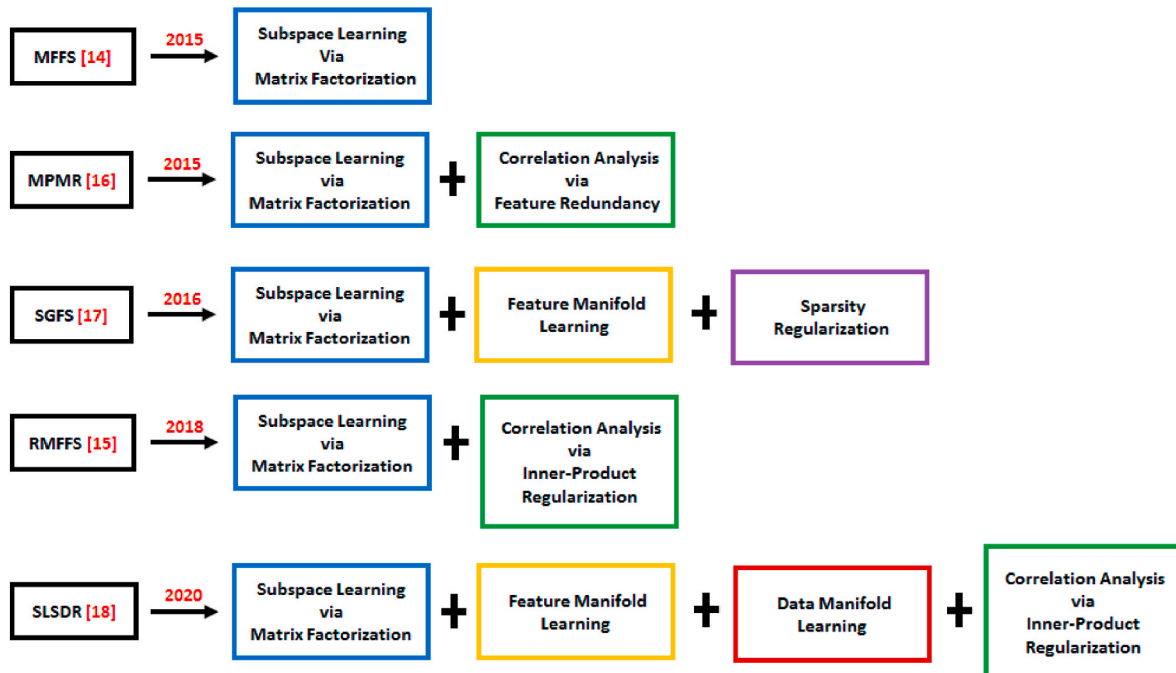 MFFS [14]
2015
Subspace Learning
Via
Matrix Factorization
MPMR [16]
2015
Subspace Learning
via
Matrix Factorization
+
Correlation Analysis
via
Feature Redundancy
SGFS [17]
2016
Subspace Learning
via
Matrix Factorization
+
Feature Manifold
Learning
+
Sparsity
Regularization
RMFFS [15]
2018
Subspace Learning
via
Matrix Factorization
+
Correlation Analysis
via
Inner-Product
Regularization
SLSDR [18]
2020
Subspace Learning
via
Matrix Factorization
+
Feature Manifold
Learning
+
Data Manifold
Learning
+
Correlation Analysis
via
Inner-Product
Regularization